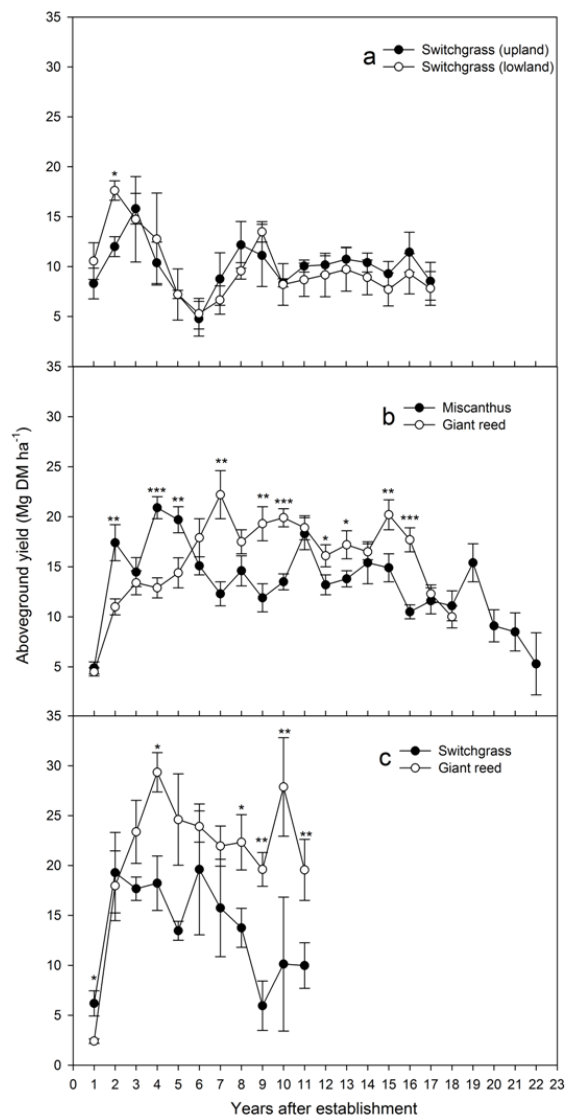 35
30
25
20
15
10
5
35
a
Switchgrass (upland)
Switchgrass (lowland)
*
30
25
20
15
10
5
35
b
Miscanthus
Giant reed
** *** ** ** ** *** * * ** ***
Aboveground yield (Mg DM ha-1)
30
25
20
15
10
5
0
c
Switchgrass
Giant reed
* * * ** ** **
0 1 2 3 4 5 6 7 8 9 10 11 12 13 14 15 16 17 18 19 20 21 22 23
Years after establishment